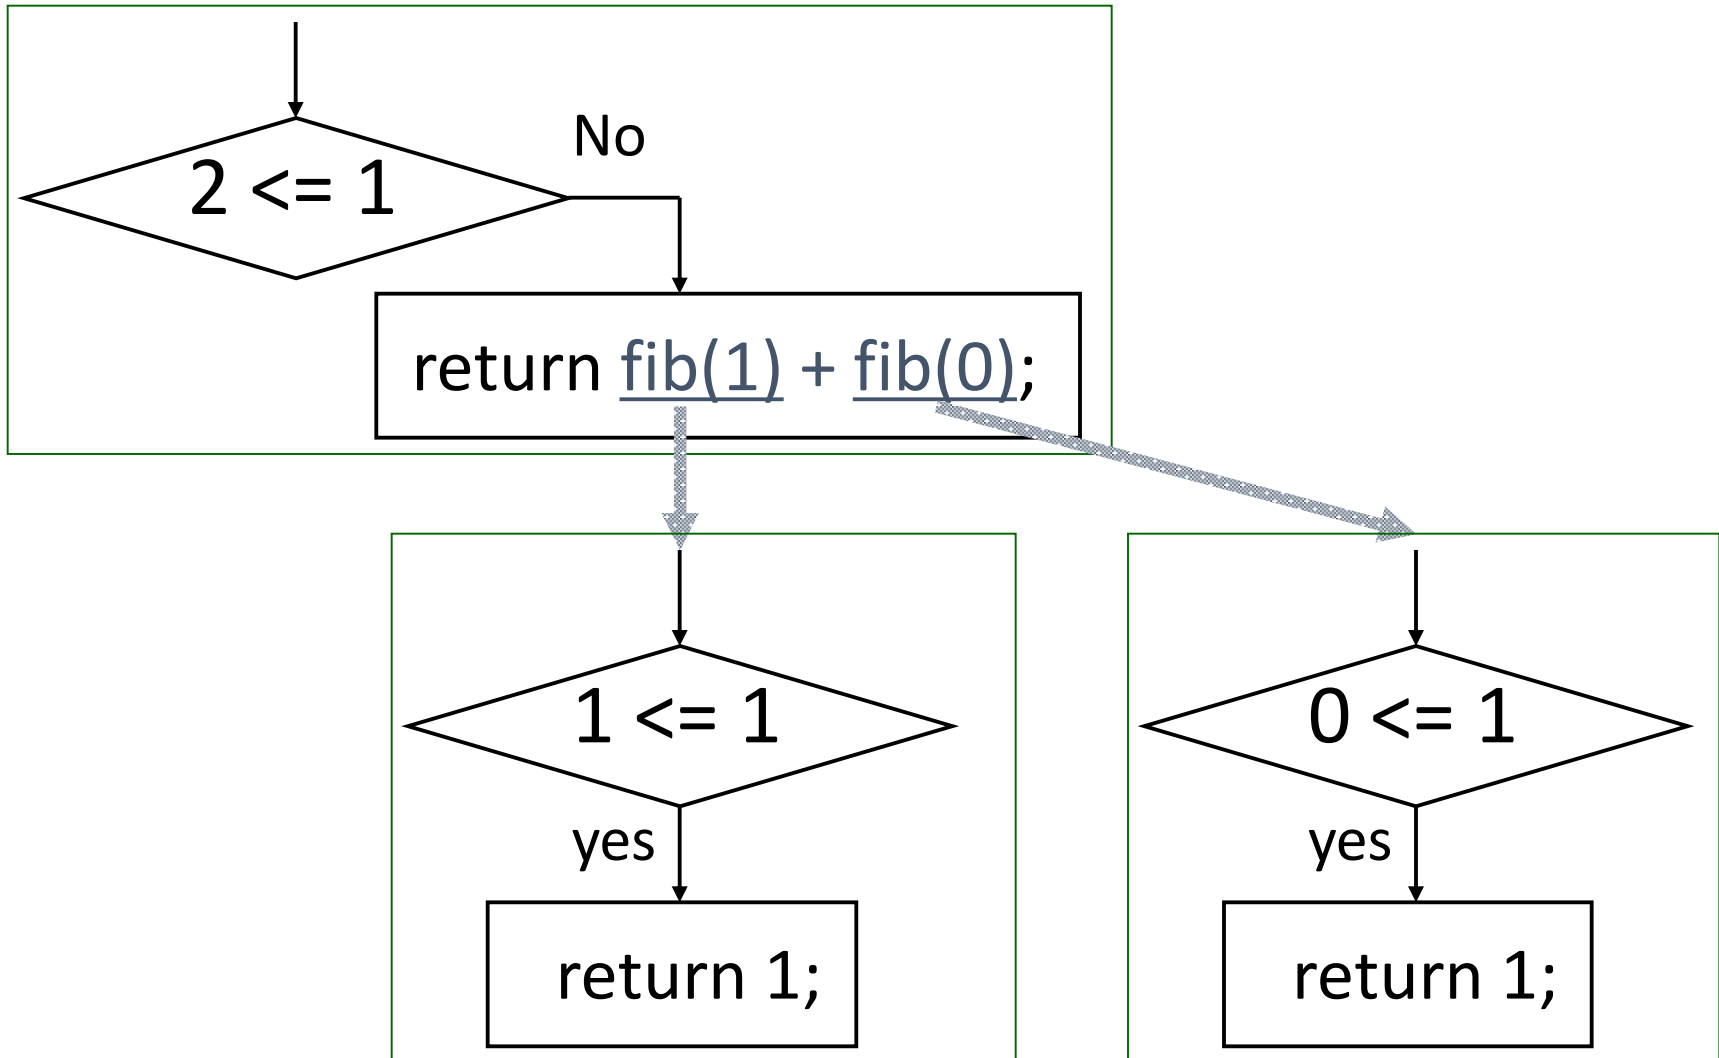 No
2 <= 1
return fib(1) + fib(0);
1 <= 1
0 <= 1
yes
yes
return 1;
return 1;